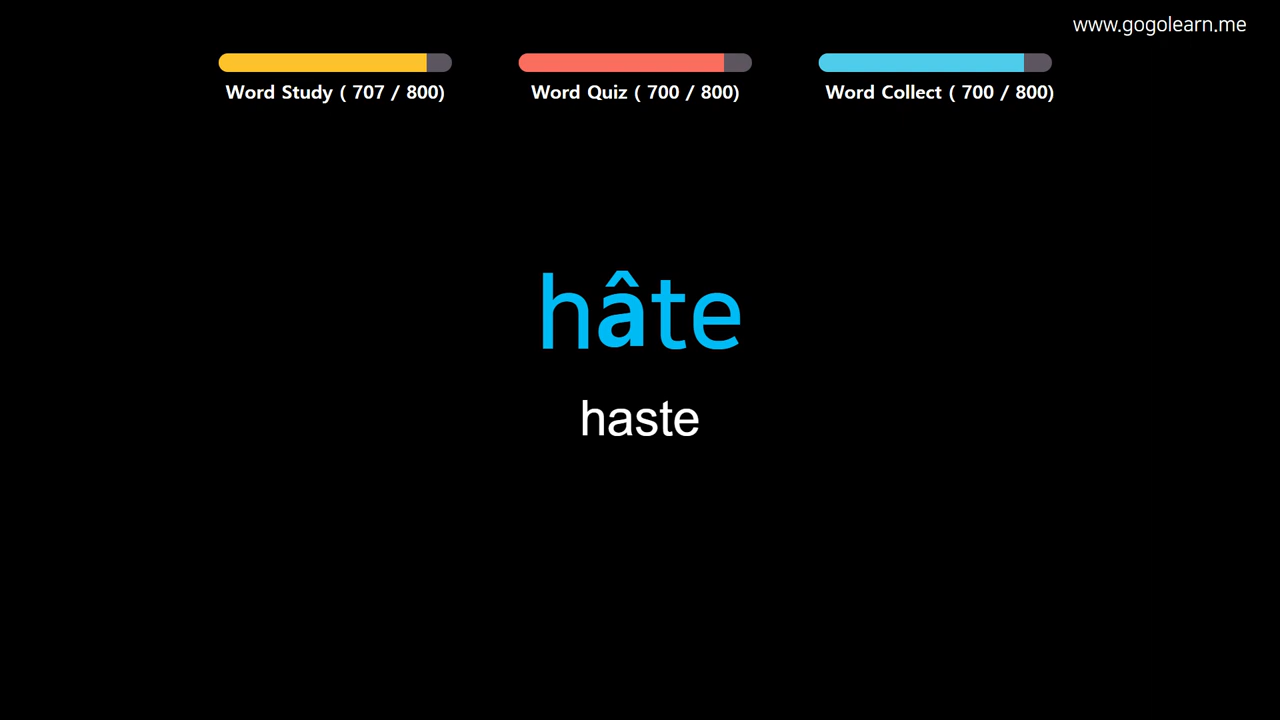 www.gogolearn.me
Word Study ( 707 / 800)
Word Quiz ( 700 / 800)
Word Collect ( 700 / 800)
hâte
haste